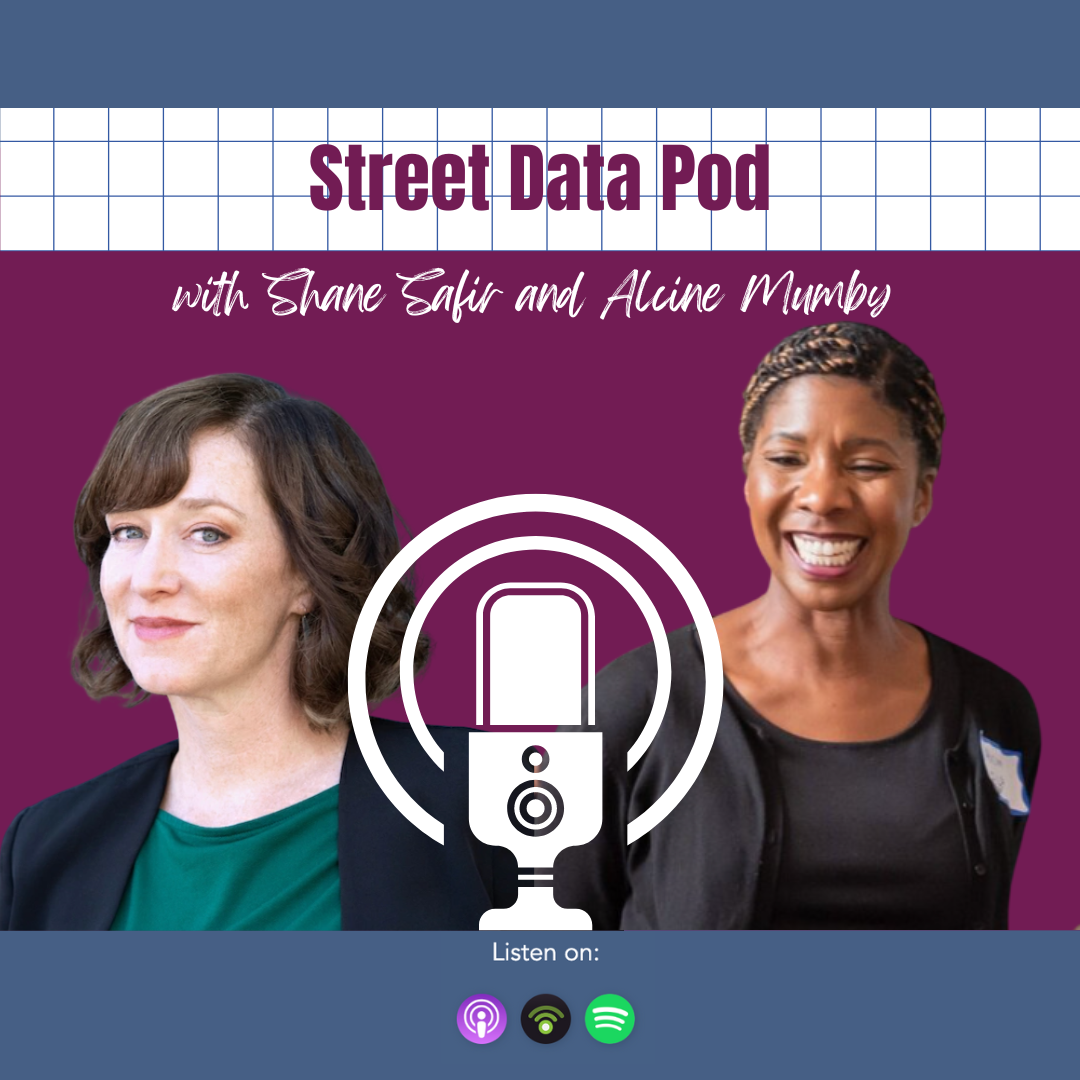 Street Data Pod
with Shane Safir and Alcine Mumby
Listen on: